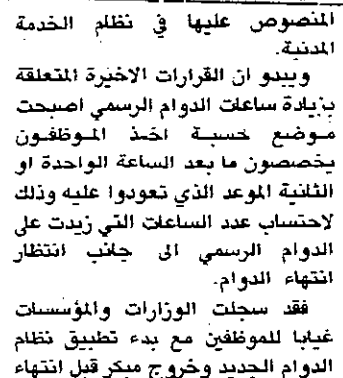 المنصوص عليها في نظام الخدمة
المدنية.
ويبدو ان القرارات الاخيرة المتعلقة
بزيادة ساعات الدوام الرسمي اصبحت
موضع خسبة اخذ الموظفون
يخصصون ما بعد الساعة الواحدة او
الثانية الموعد الذي تعودوا عليه وذلك
لاحتساب عدد الساعات التي زيدت على
الدوام الرسمي الى جانب انتظار
انتهاء الدوام.
فقد سجلت الوزارات والمؤسسات
غيابا للموظفين مع بدء تطبيق نظام
الدوام الجديد وخروج مبكر قبل انتهاء